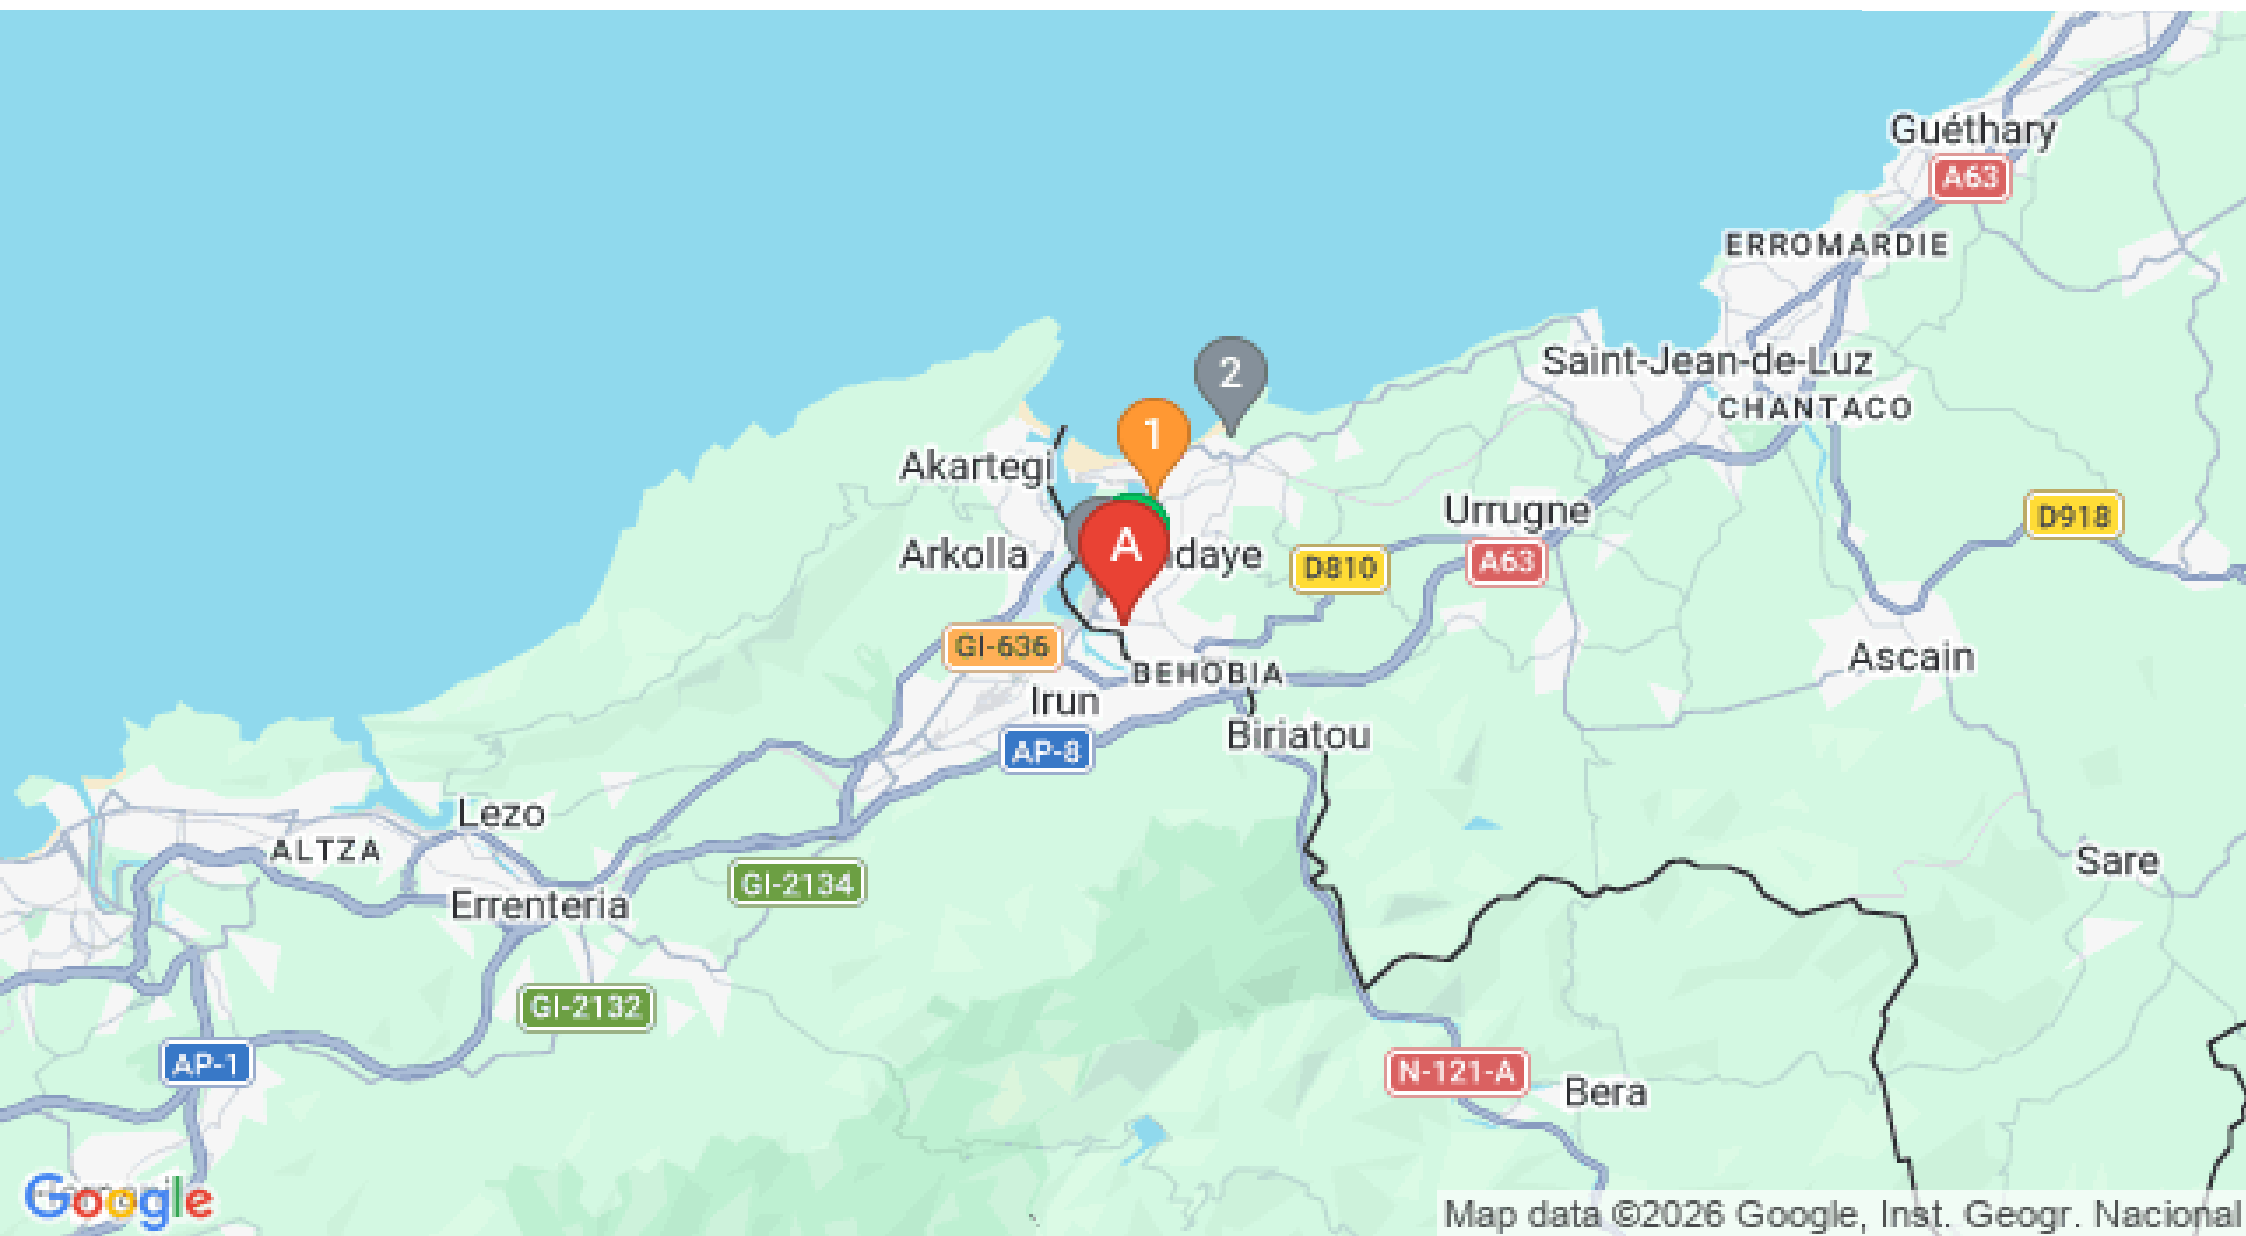 Guéthary
A63
ERROMARDIE
2
Saint-Jean-de-Luz
CHANTACO
1
Akartegi
Urrugne
D918
A
Arkolla
ndaye
D810
A63
GI-636
Ascain
BEHOBIA
Irun
Biriatou
AP-8
Lezo
ALTZA
Sare
GI-2134
Errenteria
GI-2132
AP-1
N-121-A
Bera
Google
Map data ©2026 Google, Inst. Geogr. Nacional